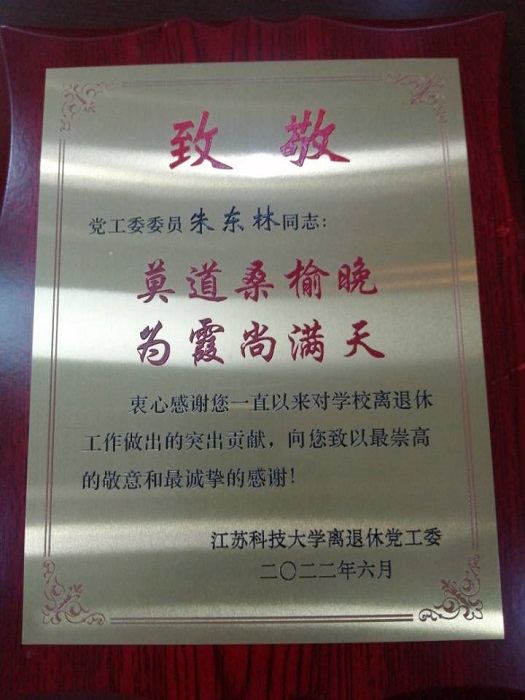 致 敬
党工委委员朱东林同志：
莫道桑榆晚
为霞尚满天
衷心感谢您一直以来对学校离退休
工作做出的突出贡献，向您致以最崇高
的敬意和最诚挚的感谢！
江苏科技大学离退休党工委
二〇二二年六月